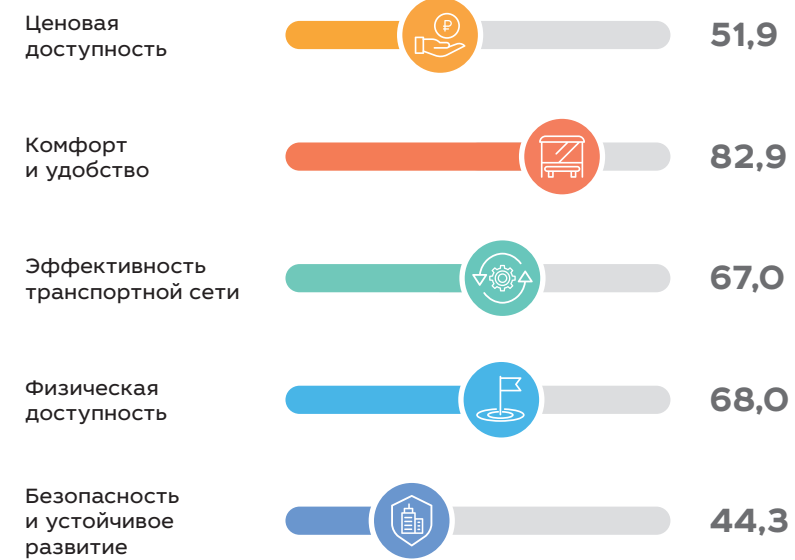 Ценовая
доступность
51,9
Комфорт
и удобство
82,9
Эффективность
транспортной сети
67,0
Физическая
доступность
68,0
Безопасность
и устойчивое
развитие
44,3